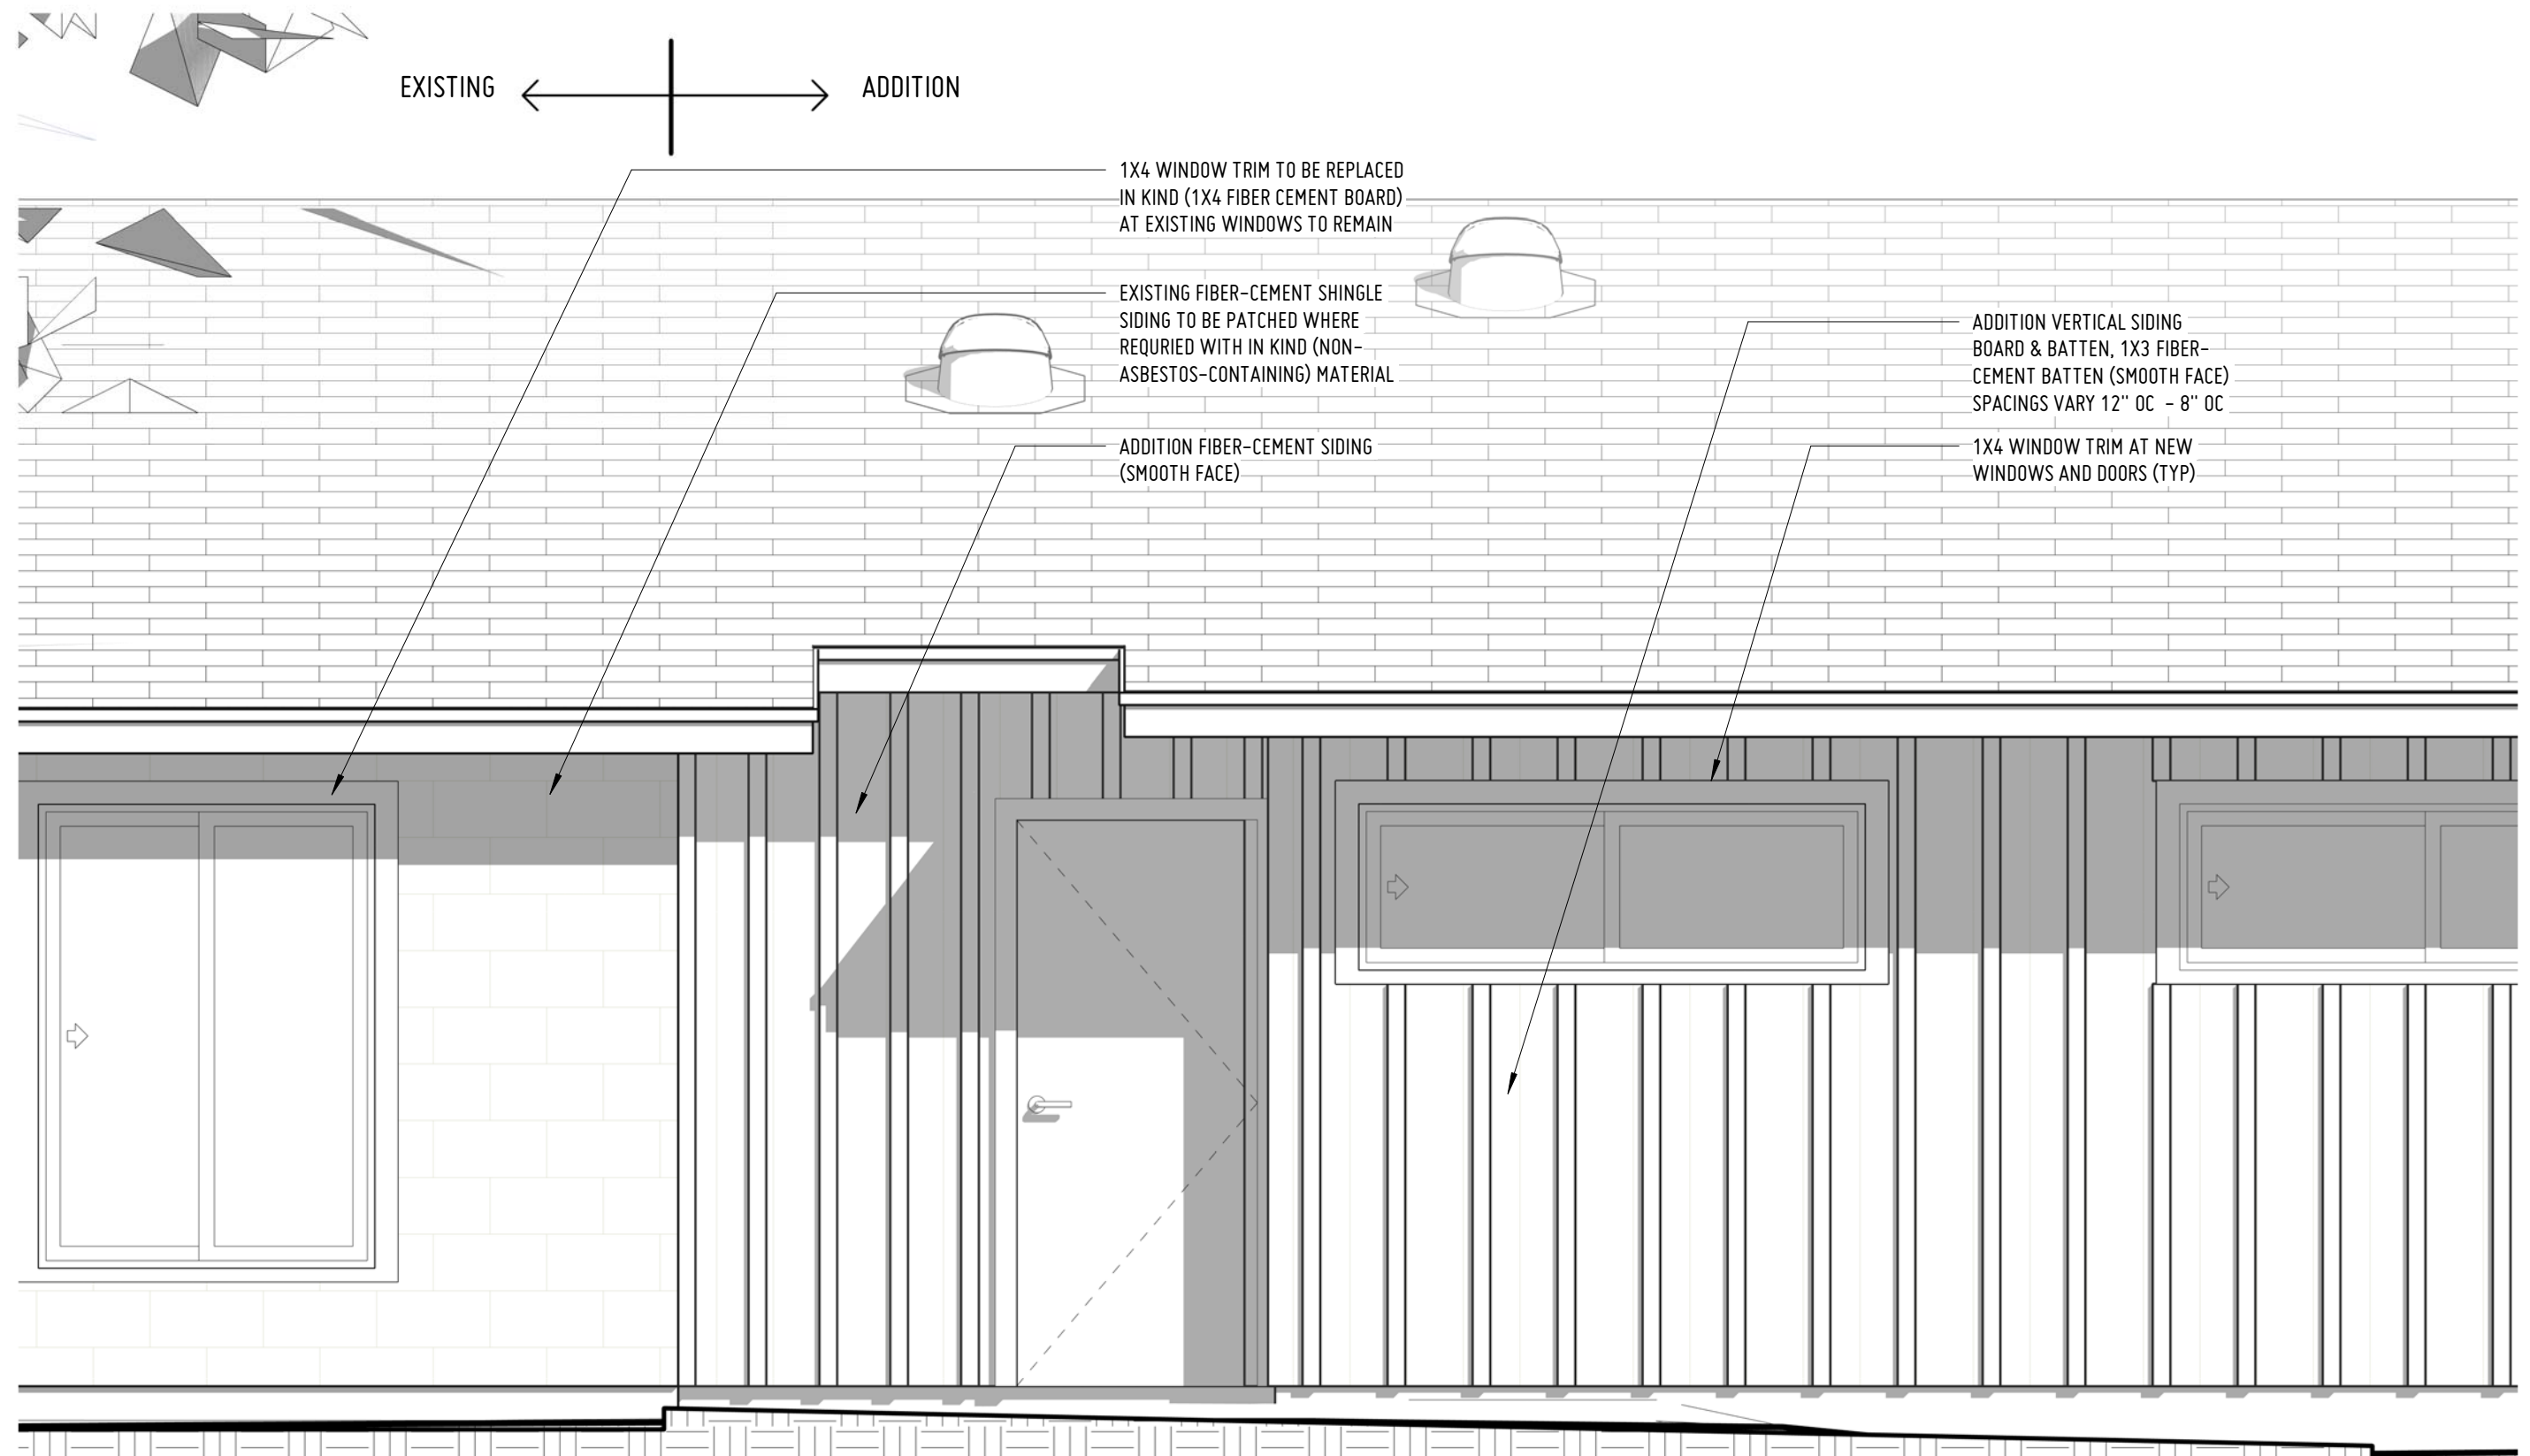 EXISTING
ADDITION
1X4 WINDOW TRIM TO BE REPLACED
IN KIND (1X4 FIBER CEMENT BOARD)
AT EXISTING WINDOWS TO REMAIN
EXISTING FIBER-CEMENT SHINGLE
SIDING TO BE PATCHED WHERE
REQURIED WITH IN KIND (NON-
ASBESTOS-CONTAINING) MATERIAL
ADDITION FIBER-CEMENT SIDING
(SMOOTH FACE)
ADDITION VERTICAL SIDING
BOARD & BATTEN, 1X3 FIBER-
CEMENT BATTEN (SMOOTH FACE)
SPACINGS VARY 12" OC - 8" OC
1X4 WINDOW TRIM AT NEW
WINDOWS AND DOORS (TYP)